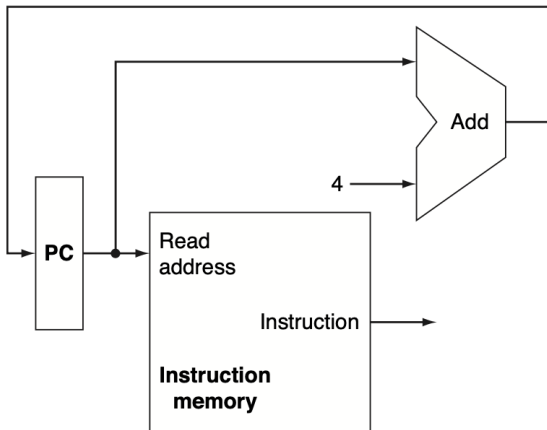 Add
4
PC
Read
address
Instruction
Instruction
memory